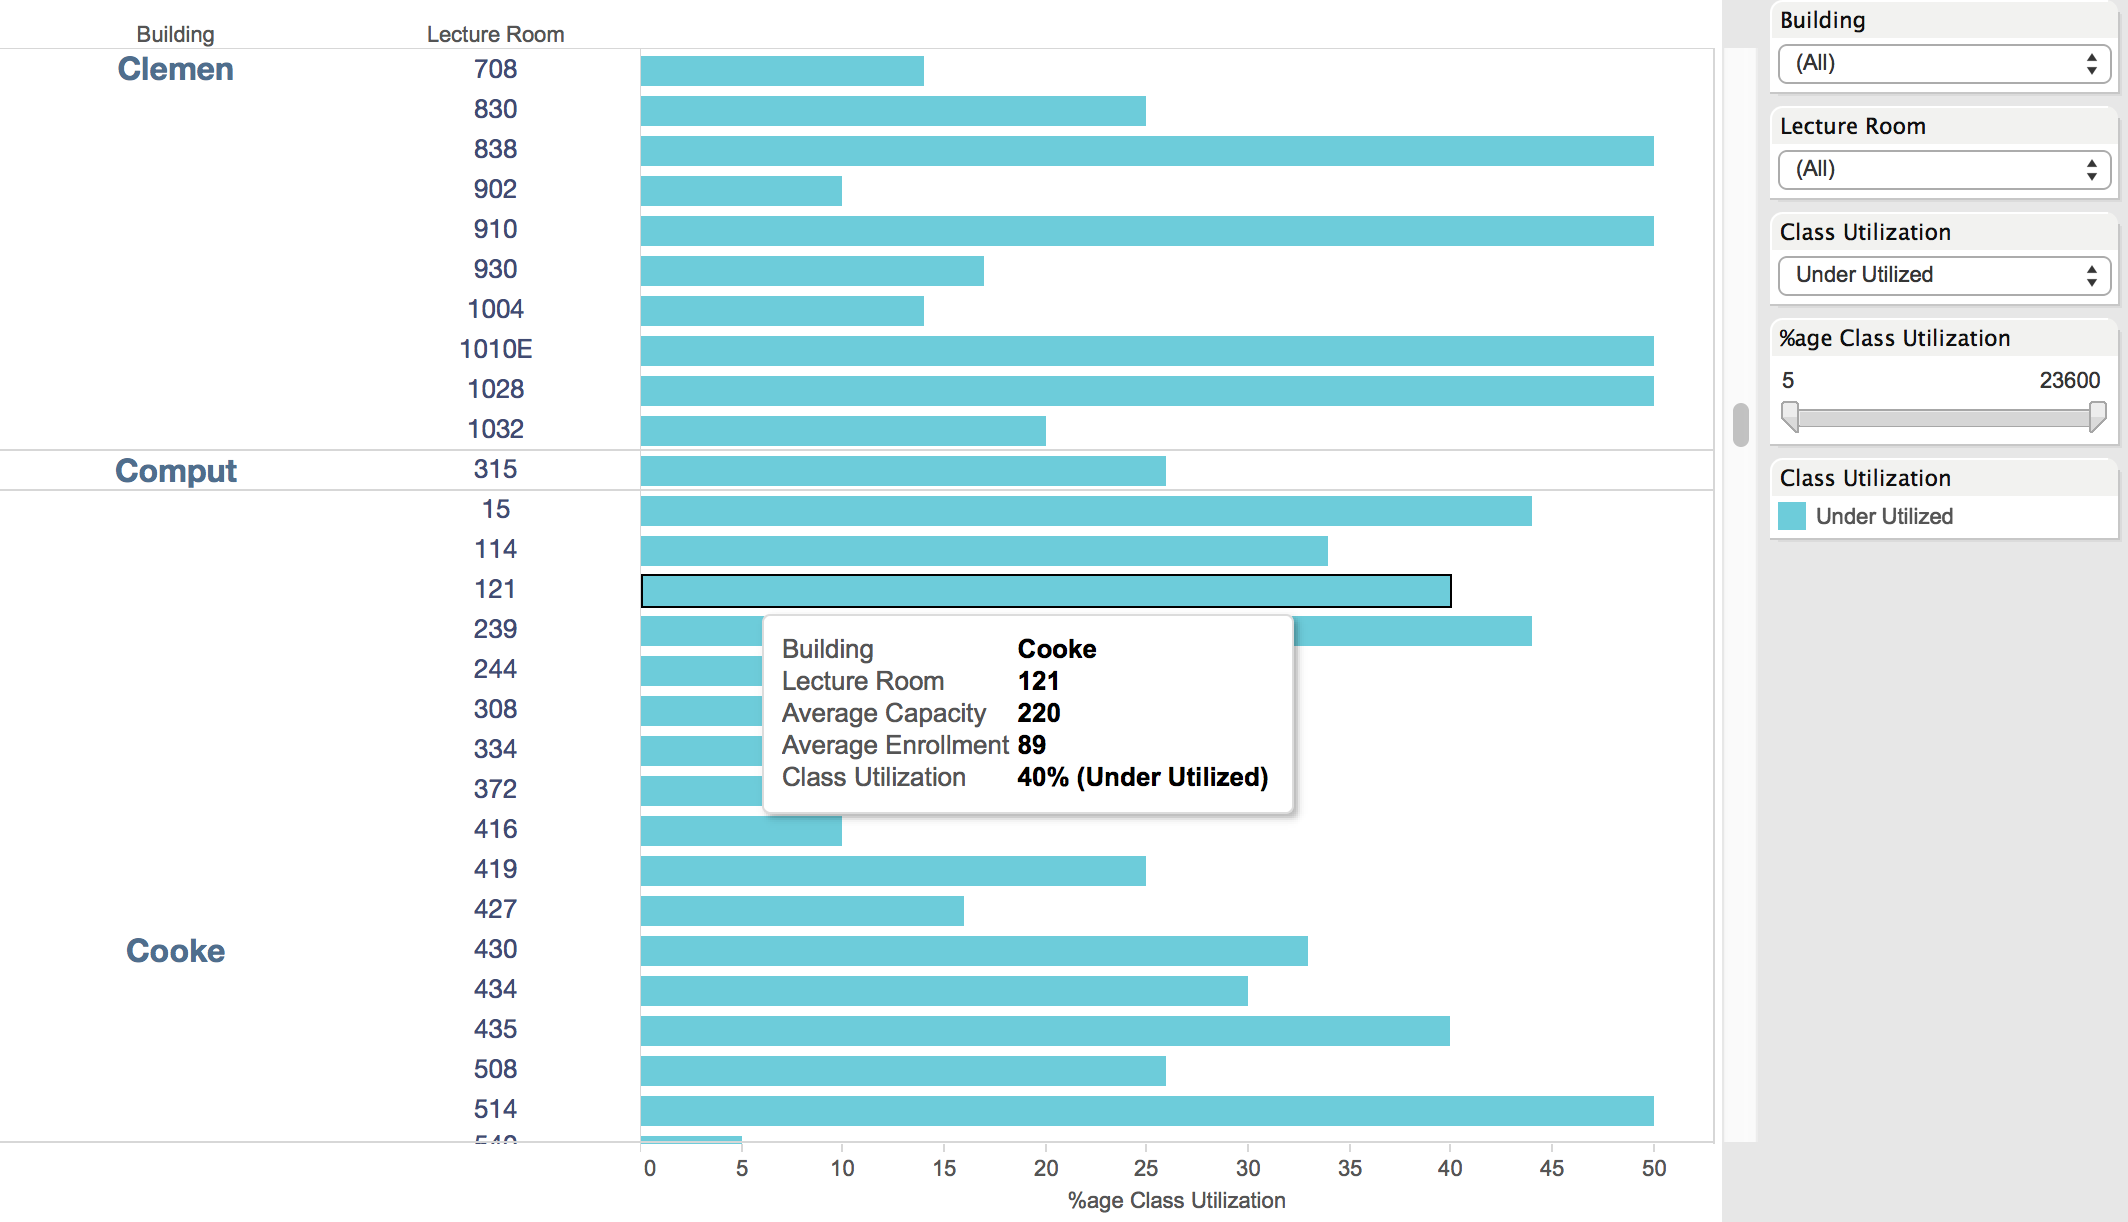 Building Lecture Room
Clemen 708
830
838
902
910
930
1004
1010E
1028
1032
Comput 315
15
114
121
239
244
308
334
372
416
419
427
Cooke 430
434
435
508
514
0 5 10 15 20 25 30 35 40 45 50
%age Class Utilization
Building Cooke
Lecture Room 121
Average Capacity 220
Average Enrollment 89
Class Utilization 40% (Under Utilized)
Building
(All)
Lecture Room
(All)
Class Utilization
Under Utilized
%age Class Utilization
5 23600
Class Utilization
Under Utilized